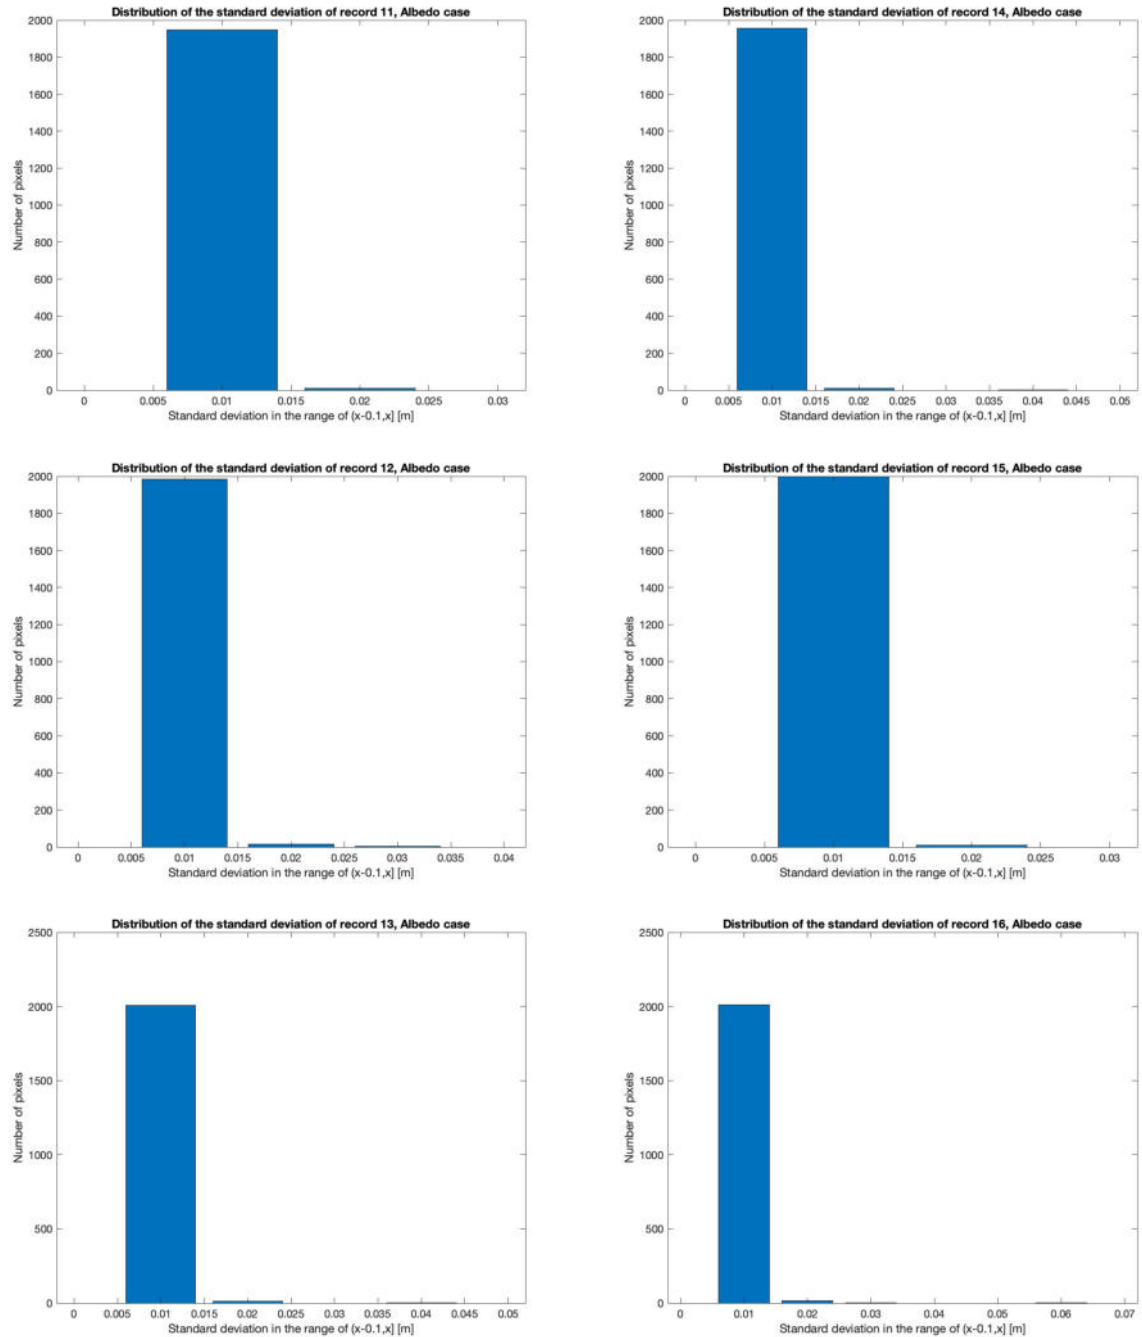 Distribution of the standard deviation of record 11, Albedo case
2000
1800
1600
1400
1200
1000
800
600
400
200
0
Number of pixels
0 0.005 0.01 0.015 0.02 0.025 0.03
Standard deviation in the range of (x-0.1,x] [m]
Distribution of the standard deviation of record 14, Albedo case
2000
1800
1600
1400
1200
1000
800
600
400
200
0
Number of pixels
0 0.005 0.01 0.015 0.02 0.025 0.03 0.035 0.04 0.045 0.05
Standard deviation in the range of (x-0.1,x] [m]
Distribution of the standard deviation of record 12, Albedo case
2000
1800
1600
1400
1200
1000
800
600
400
200
0
Number of pixels
0 0.005 0.01 0.015 0.02 0.025 0.03 0.035 0.04
Standard deviation in the range of (x-0.1,x] [m]
Distribution of the standard deviation of record 15, Albedo case
2000
1800
1600
1400
1200
1000
800
600
400
200
0
Number of pixels
0 0.005 0.01 0.015 0.02 0.025 0.03
Standard deviation in the range of (x-0.1,x] [m]
Distribution of the standard deviation of record 13, Albedo case
2500
2000
1500
1000
500
0
Number of pixels
0 0.005 0.01 0.015 0.02 0.025 0.03 0.035 0.04 0.045 0.05
Standard deviation in the range of (x-0.1,x] [m]
Distribution of the standard deviation of record 16, Albedo case
2500
2000
1500
1000
500
0
Number of pixels
0 0.01 0.02 0.03 0.04 0.05 0.06 0.07
Standard deviation in the range of (x-0.1,x] [m]